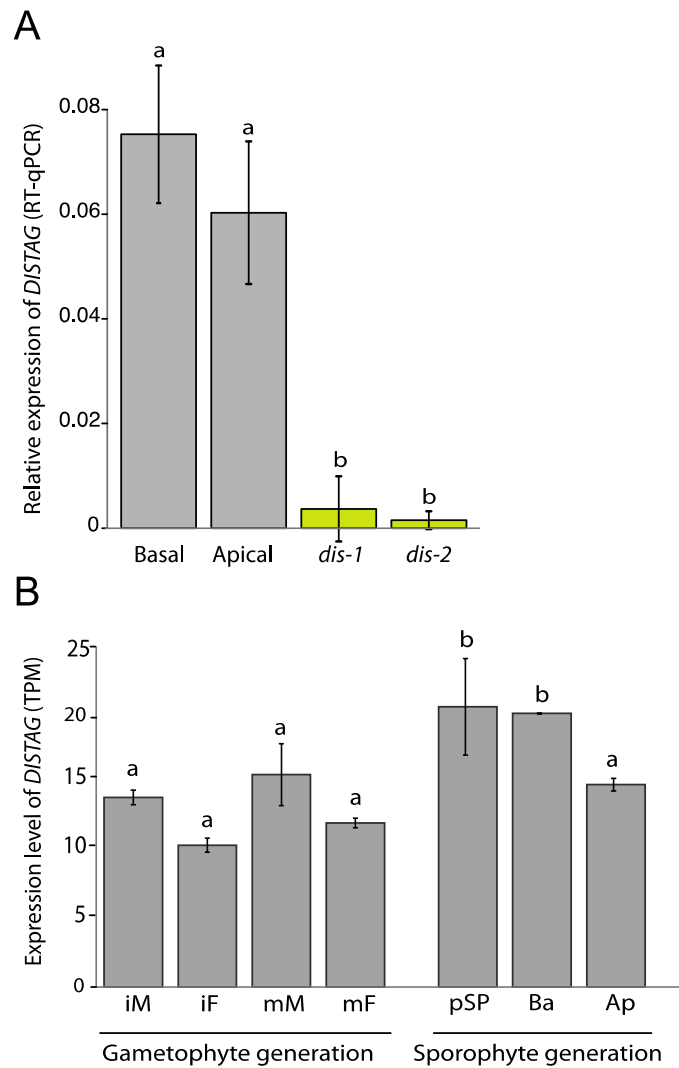 A
Relative expression of DISTAG (RT-qPCR)
0.08
0.06
0.04
0.02
0
a
a
b
b
Basal Apical dis-1 dis-2
B
Expression level of DISTAG (TPM)
25
20
15
10
5
0
a
a
a
a
b
b
a
iM iF mM mF pSP Ba Ap
Gametophyte generation Sporophyte generation